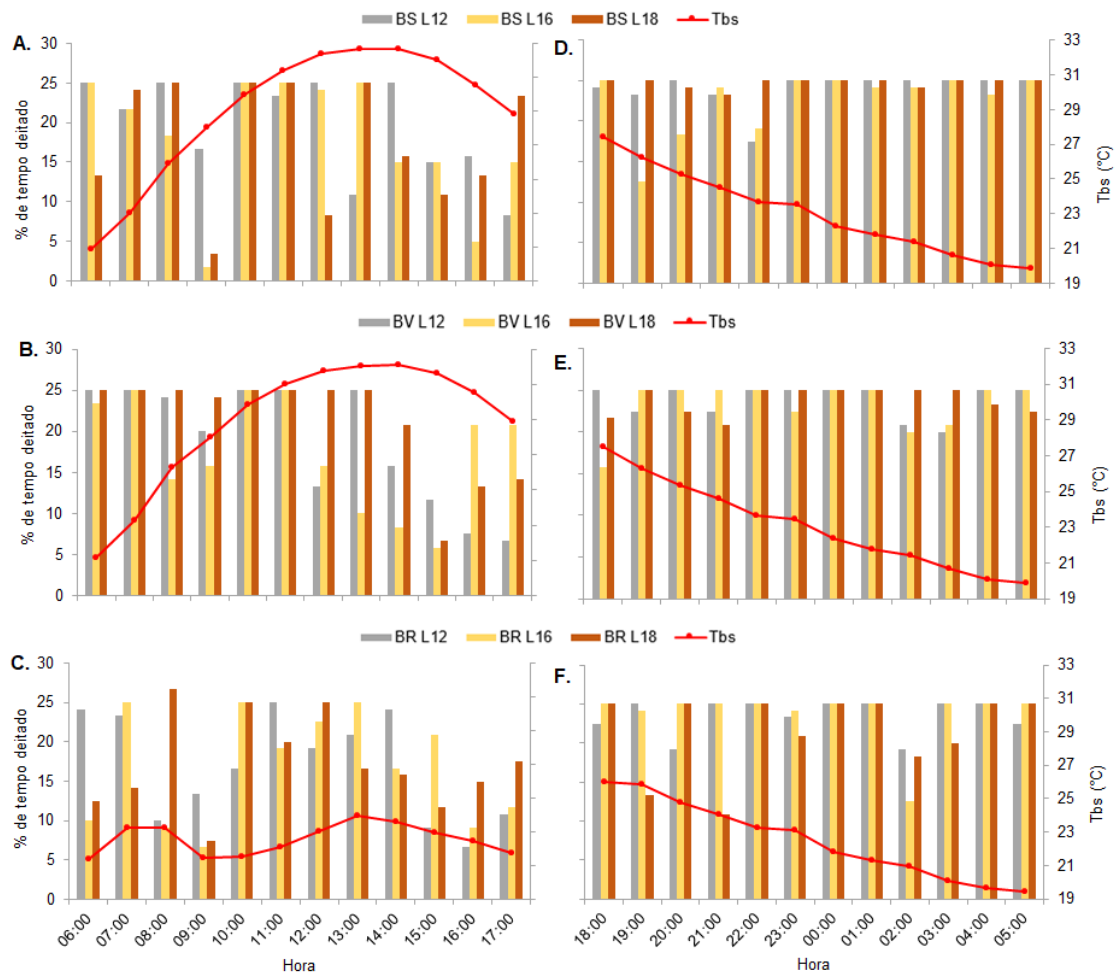 BS L12 BS L16 BS L18 Tbs
A.
30
25
20
15
10
5
0
% de tempo deitado
D.
33
31
29
27
25
23
21
19
Tbs (°C)
BV L12 BV L16 BV L18 Tbs
B.
30
25
20
15
10
5
0
% de tempo deitado
E.
33
31
29
27
25
23
21
19
Tbs (°C)
BR L12 BR L16 BR L18 Tbs
C.
30
25
20
15
10
5
0
% de tempo deitado
06:00 07:00 08:00 09:00 10:00 11:00 12:00 13:00 14:00 15:00 16:00 17:00
Hora
F.
33
31
29
27
25
23
21
19
Tbs (°C)
18:00 19:00 20:00 21:00 22:00 23:00 00:00 01:00 02:00 03:00 04:00 05:00
Hora